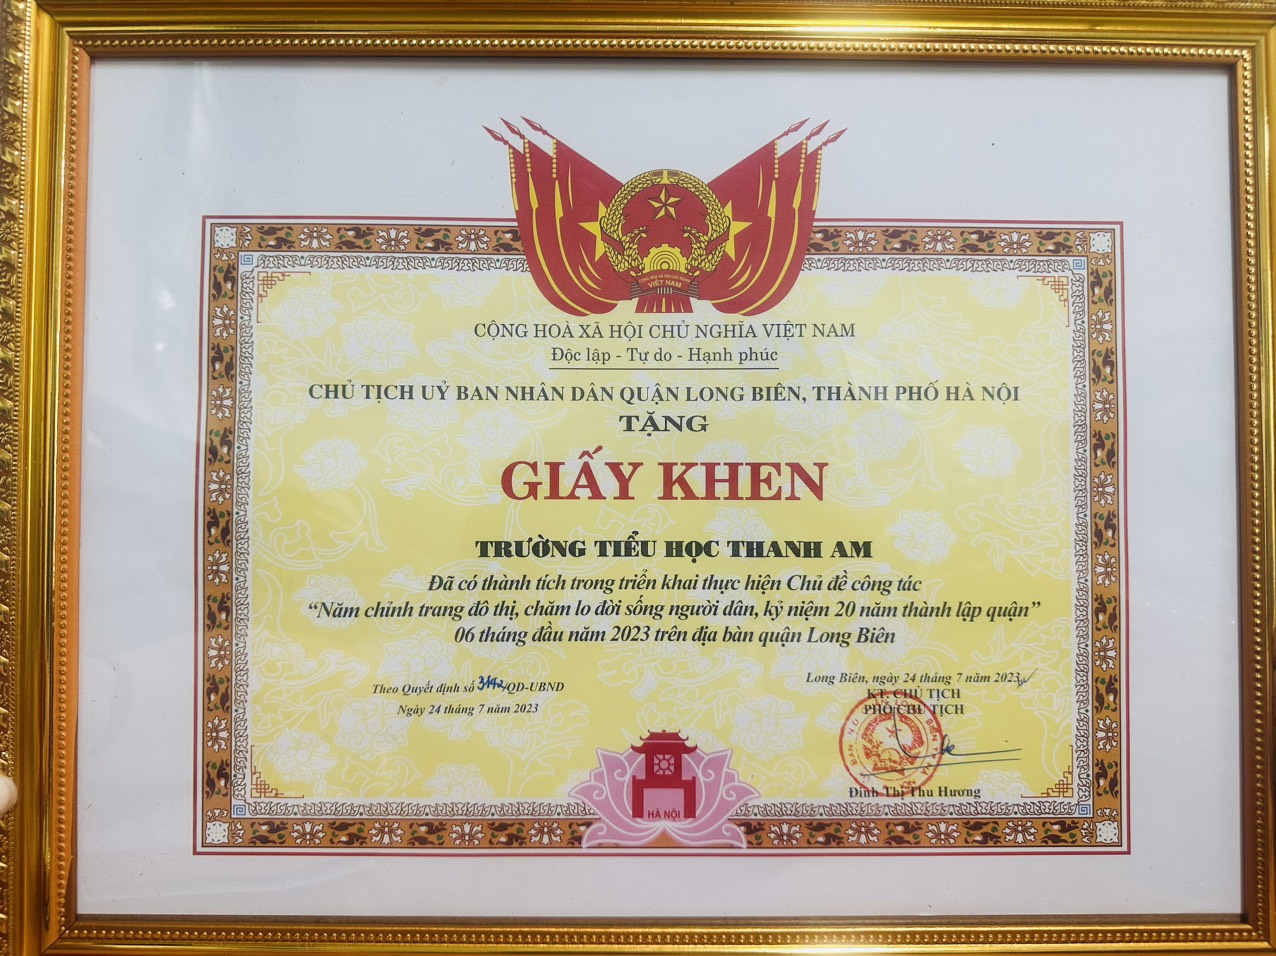 CỘNG HOÀ XÃ HỘI CHỦ NGHĨA VIỆT NAM
Độc lập - Tự do - Hạnh phúc
CHỦ TỊCH UỶ BAN NHÂN DÂN QUẬN LONG BIÊN, THÀNH PHỐ HÀ NỘI
TẶNG
GIẤY KHEN
TRƯỜNG TIỂU HỌC THANH AM
Đã có thành tích trong triển khai thực hiện Chủ đề công tác
“Năm chỉnh trang đô thị, chăm lo đời sống người dân, kỷ niệm 20 năm thành lập quận”
06 tháng đầu năm 2023 trên địa bàn quận Long Biên
Theo Quyết định số /QĐ-UBND
Ngày 24 tháng 7 năm 2023
Long Biên, ngày 24 tháng 7 năm 2023
KT. CHỦ TỊCH
PHÓ CHỦ TỊCH
Đinh Thị Thu Hương
VIỆT NAM
HÀ NỘI